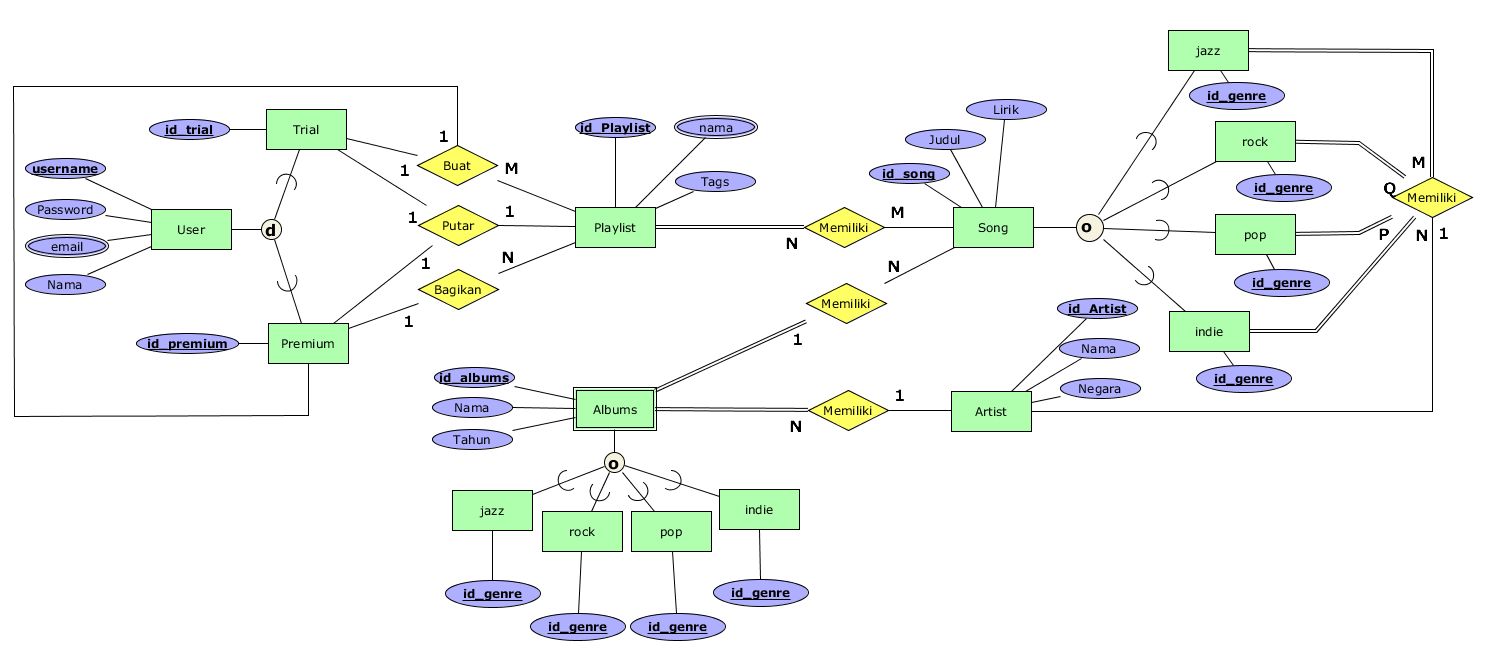 jazz
id_genre
Lirik
id_trial
Trial
1
Buat
M
id_Playlist
nama
Judul
rock
M
username
1
id_song
Tags
id_genre
Q
Memiliki
Password
1
Putar
1
Playlist
Memiliki
M
Song
o
pop
P
N
1
User
d
N
email
1
N
N
id_genre
Nama
Bagikan
Memiliki
id_Artist
indie
1
1
Nama
id_premium
Premium
id_genre
id_albums
Nama
Tahun
Albums
Memiliki
N
1
Artist
Negara
o
jazz
rock
pop
indie
id_genre
id_genre
id_genre
id_genre